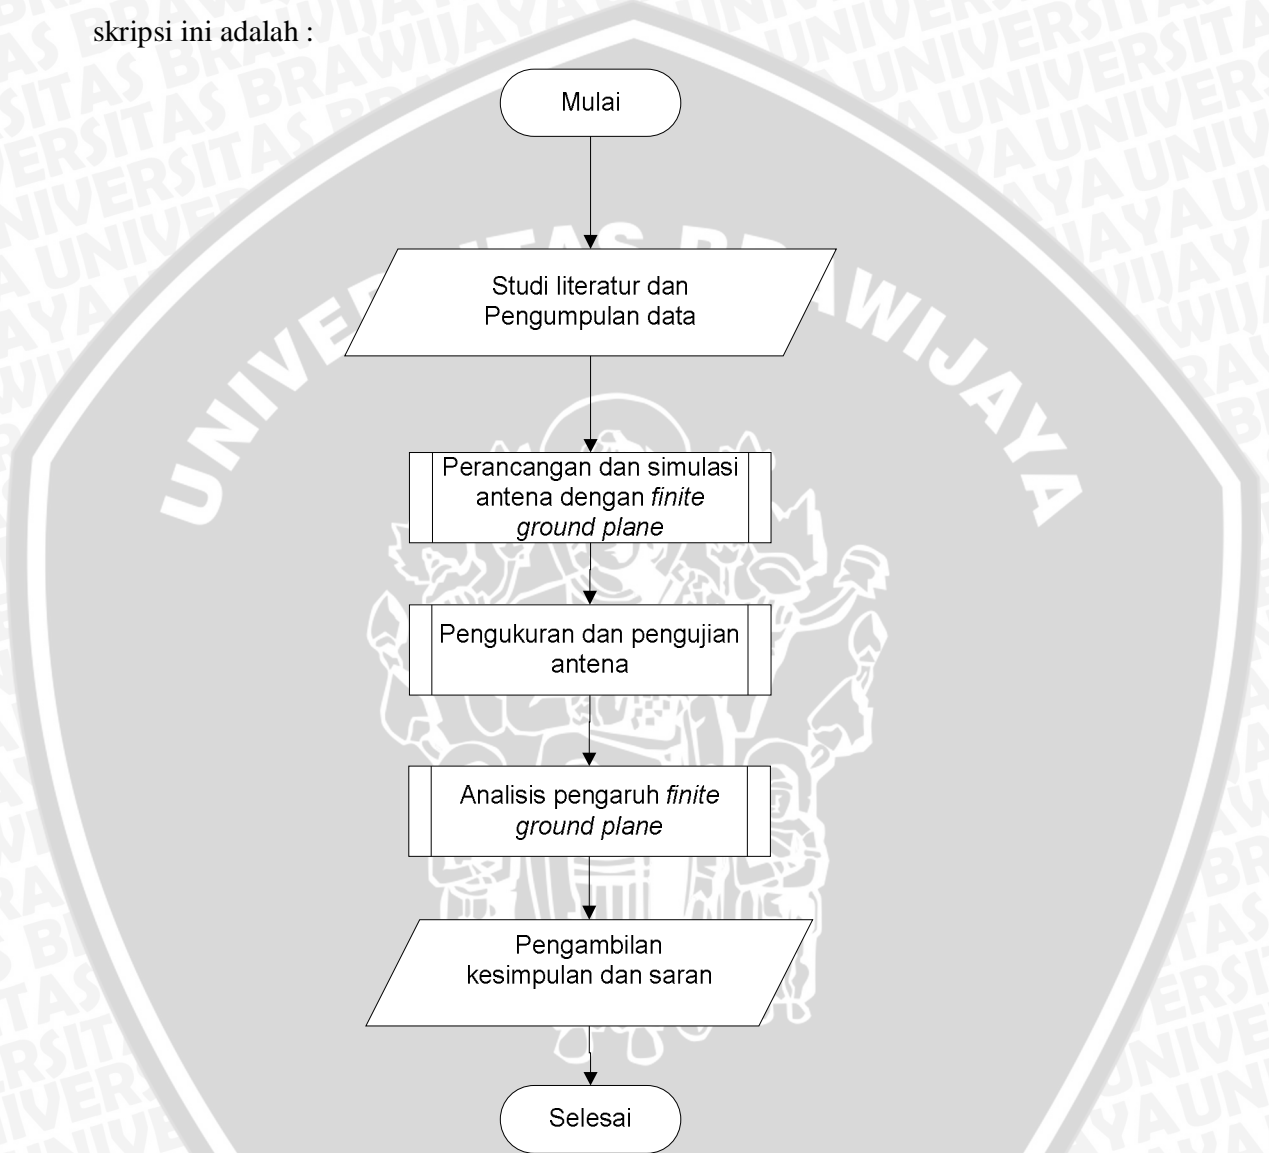 skripsi ini adalah :
Mulai
Studi literatur dan
Pengumpulan data
Perancangan dan simulasi
antena dengan finite
ground plane
Pengukuran dan pengujian
antena
Analisis pengaruh finite
ground plane
Pengambilan
kesimpulan dan saran
Selesai